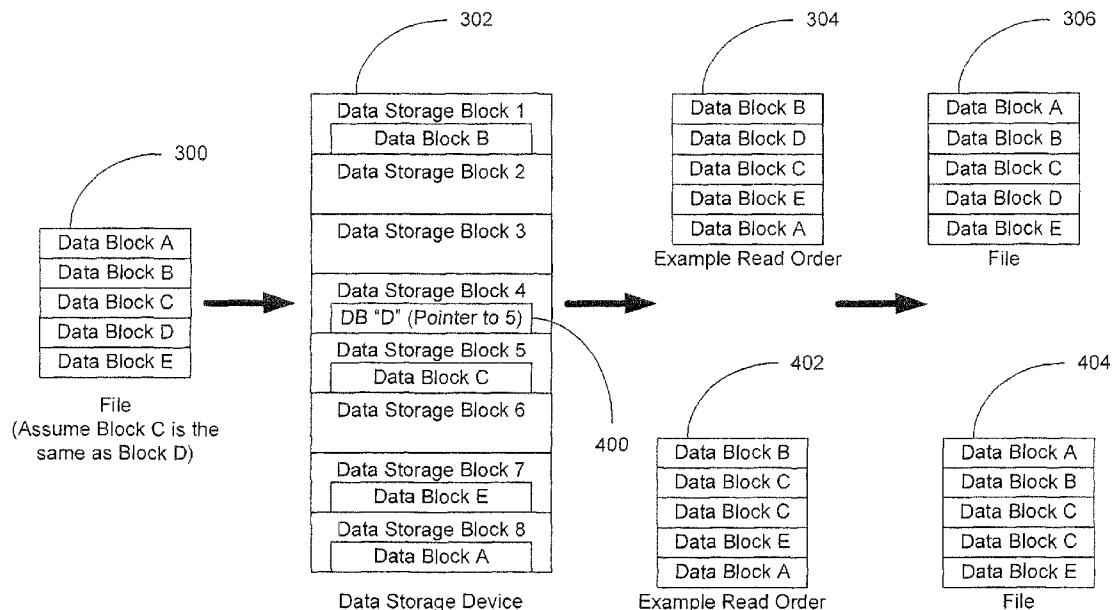 300
Data Block A
Data Block B
Data Block C
Data Block D
Data Block E
File
(Assume Block C is the
same as Block D)
302
Data Storage Block 1
Data Block B
Data Storage Block 2
Data Storage Block 3
Data Storage Block 4
DB "D" (Pointer to 5)
Data Storage Block 5
Data Block C
Data Storage Block 6
Data Storage Block 7
Data Block E
Data Storage Block 8
Data Block A
Data Storage Device
400
304
Data Block B
Data Block D
Data Block C
Data Block E
Data Block A
Example Read Order
306
Data Block A
Data Block B
Data Block C
Data Block D
Data Block E
File
402
Data Block B
Data Block C
Data Block C
Data Block E
Data Block A
Example Read Order
404
Data Block A
Data Block B
Data Block C
Data Block C
Data Block E
File